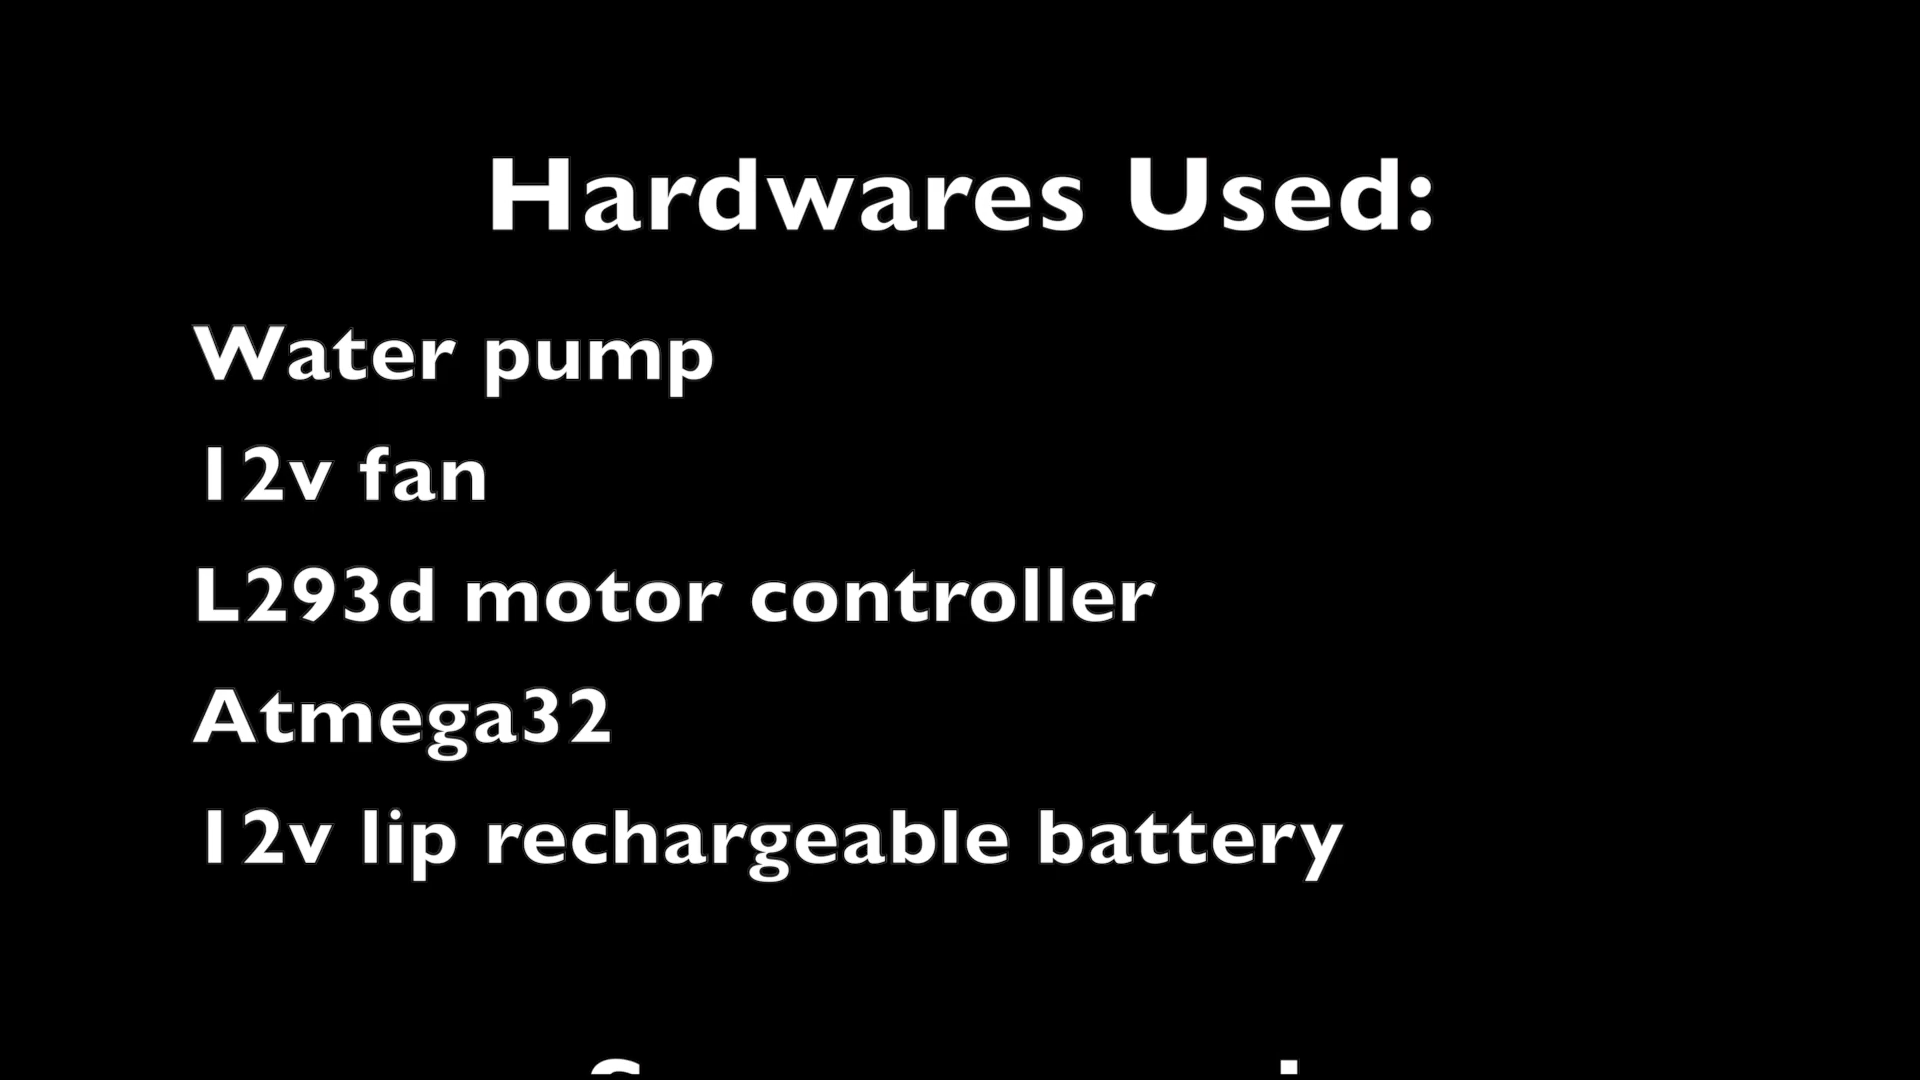 Hardwares Used:
Water pump
12v fan
L293d motor controller
Atmega32
12v lip rechargeable battery